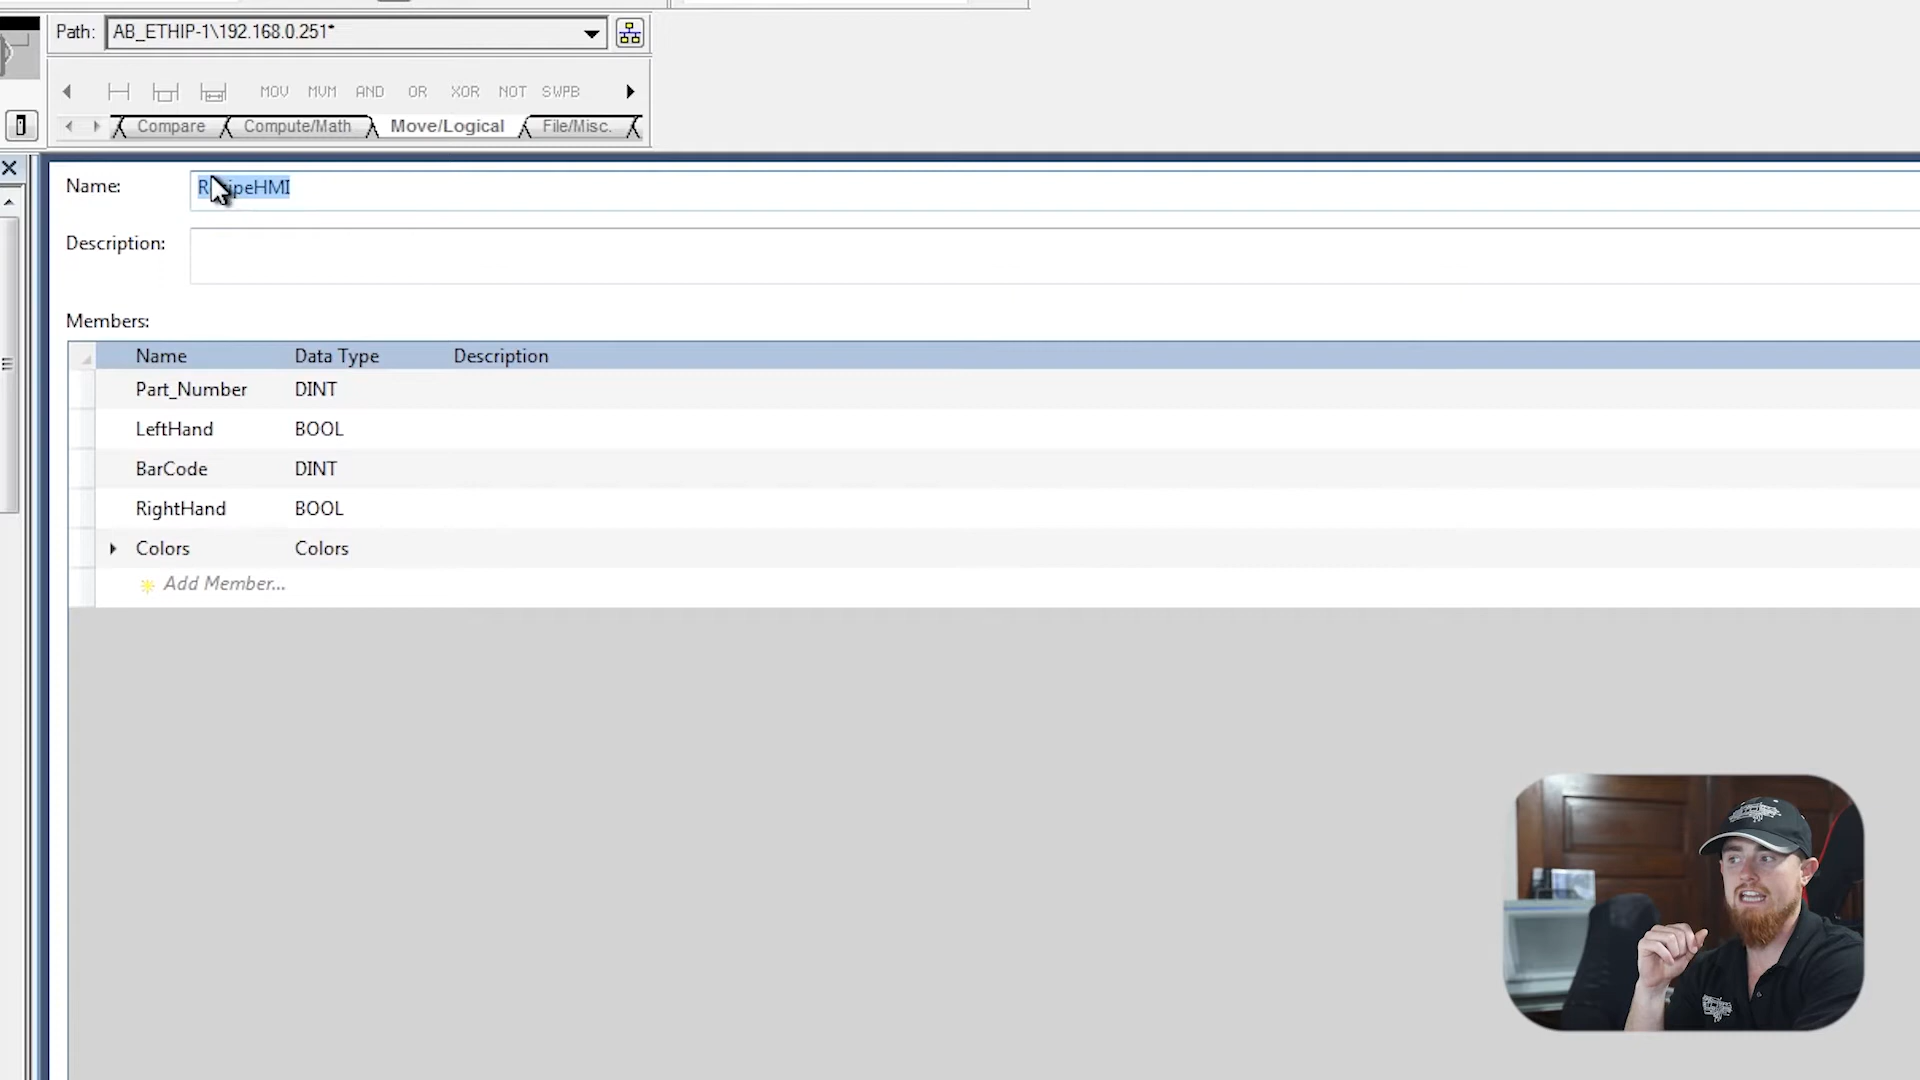 Path: AB_ETHIP-1\192.168.0.251*
MOV MVM AND OR XOR NOT SWPB
Compare Compute/Math Move/Logical File/Misc.
Name: RecipeHMI
Description:
Members:
Name Data Type Description
Part_Number DINT
LeftHand BOOL
BarCode DINT
RightHand BOOL
Colors Colors
Add Member...